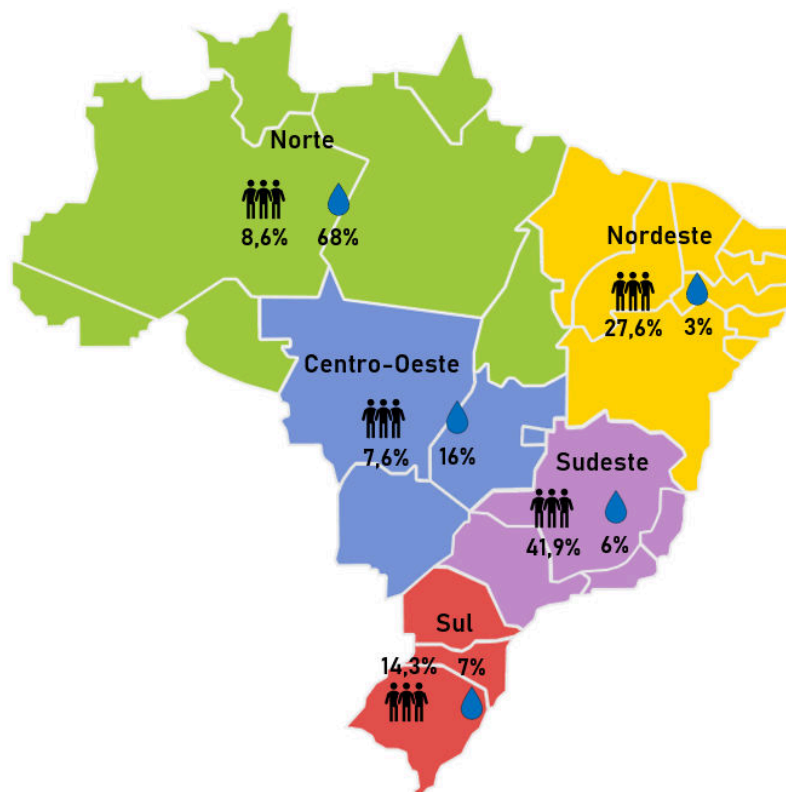 Norte
8,6% 68%
Nordeste
27,6% 3%
Centro-Oeste
7,6% 16%
Sudeste
41,9% 6%
Sul
14,3% 7%